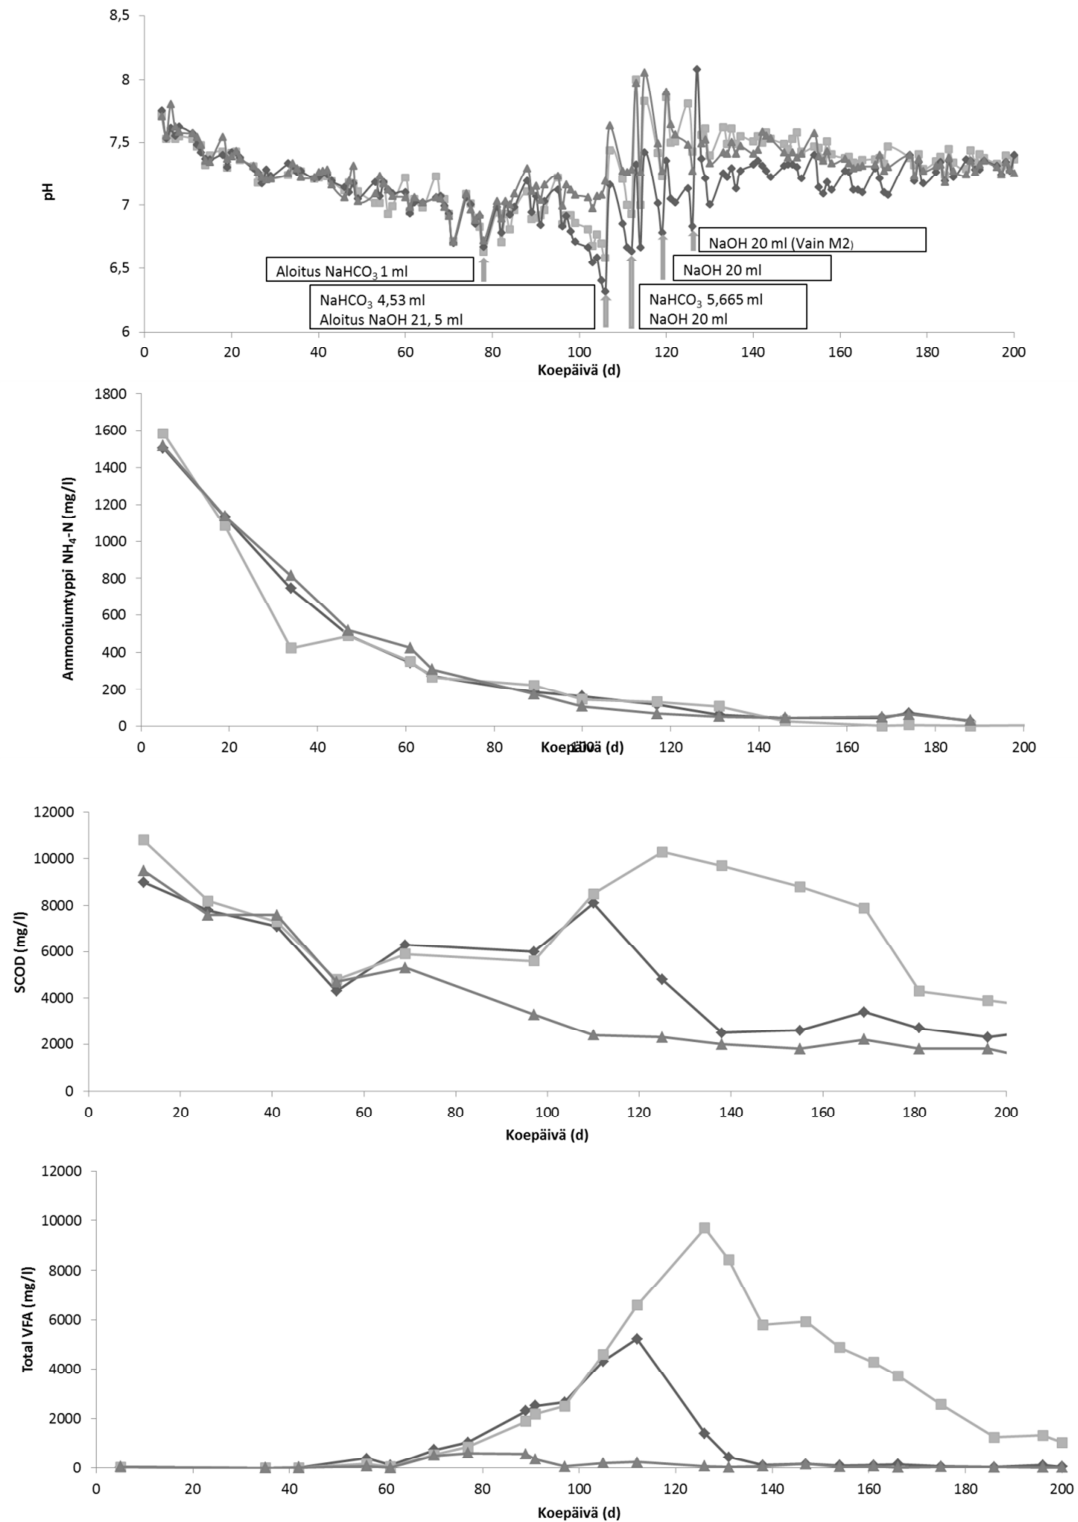 8,5
8
7,5
7
6,5
6
pH
NaOH 20 ml (Vain M2)
Aloitus NaHCO3 1 ml
NaOH 20 ml
NaHCO3 4,53 ml
Aloitus NaOH 21, 5 ml
NaHCO3 5,665 ml
NaOH 20 ml
0 20 40 60 80 100 120 140 160 180 200
Koepäivä (d)
1800
1600
1400
1200
1000
800
600
400
200
0
Ammoniumtyppi NH4-N (mg/l)
0 20 40 60 80 100 120 140 160 180 200
Koepäivä (d)
12000
10000
8000
6000
4000
2000
0
SCOD (mg/l)
0 20 40 60 80 100 120 140 160 180 200
Koepäivä (d)
12000
10000
8000
6000
4000
2000
0
Total VFA (mg/l)
0 20 40 60 80 100 120 140 160 180 200
Koepäivä (d)